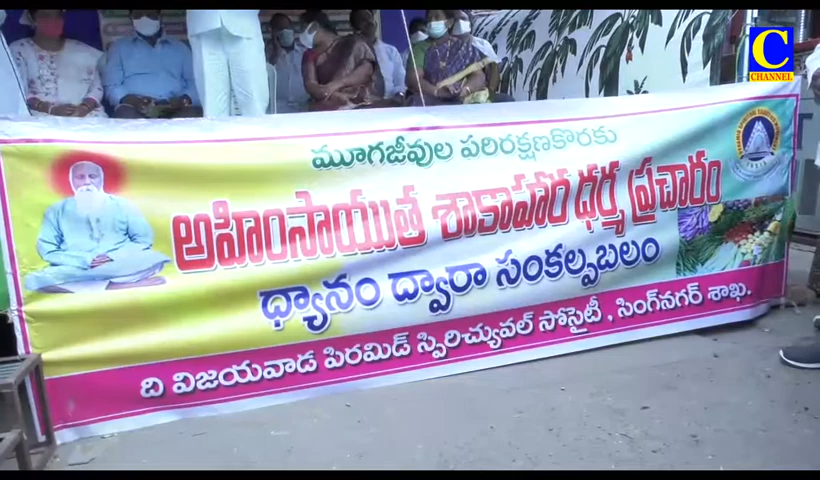 C
CHANNEL
మూగజీవుల పరిరక్షణకొరకు
అహింసాయుత శాకాహార ధర్మ ప్రచారం
ధ్యానం ద్వారా సంకల్పబలం
ది విజయవాడ పిరమిడ్ స్పిరిచ్యువల్ సోసైటీ, సింగ్‌నగర్ శాఖ.